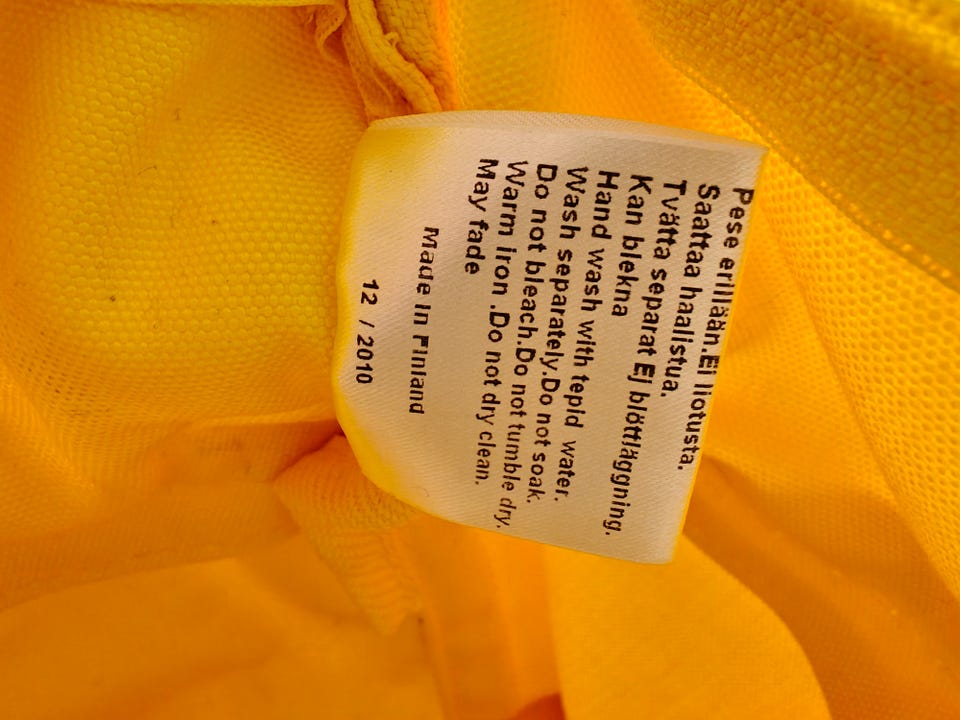 Pese erillään.Ei liotusta.
Saattaa haalistua.
Tvätta separat Ej blöttläggning.
Kan blekna
Hand wash with tepid water.
Wash separately.Do not soak.
Do not bleach.Do not tumble dry.
Warm iron .Do not dry clean.
May fade
Made in Finland
12 / 2010